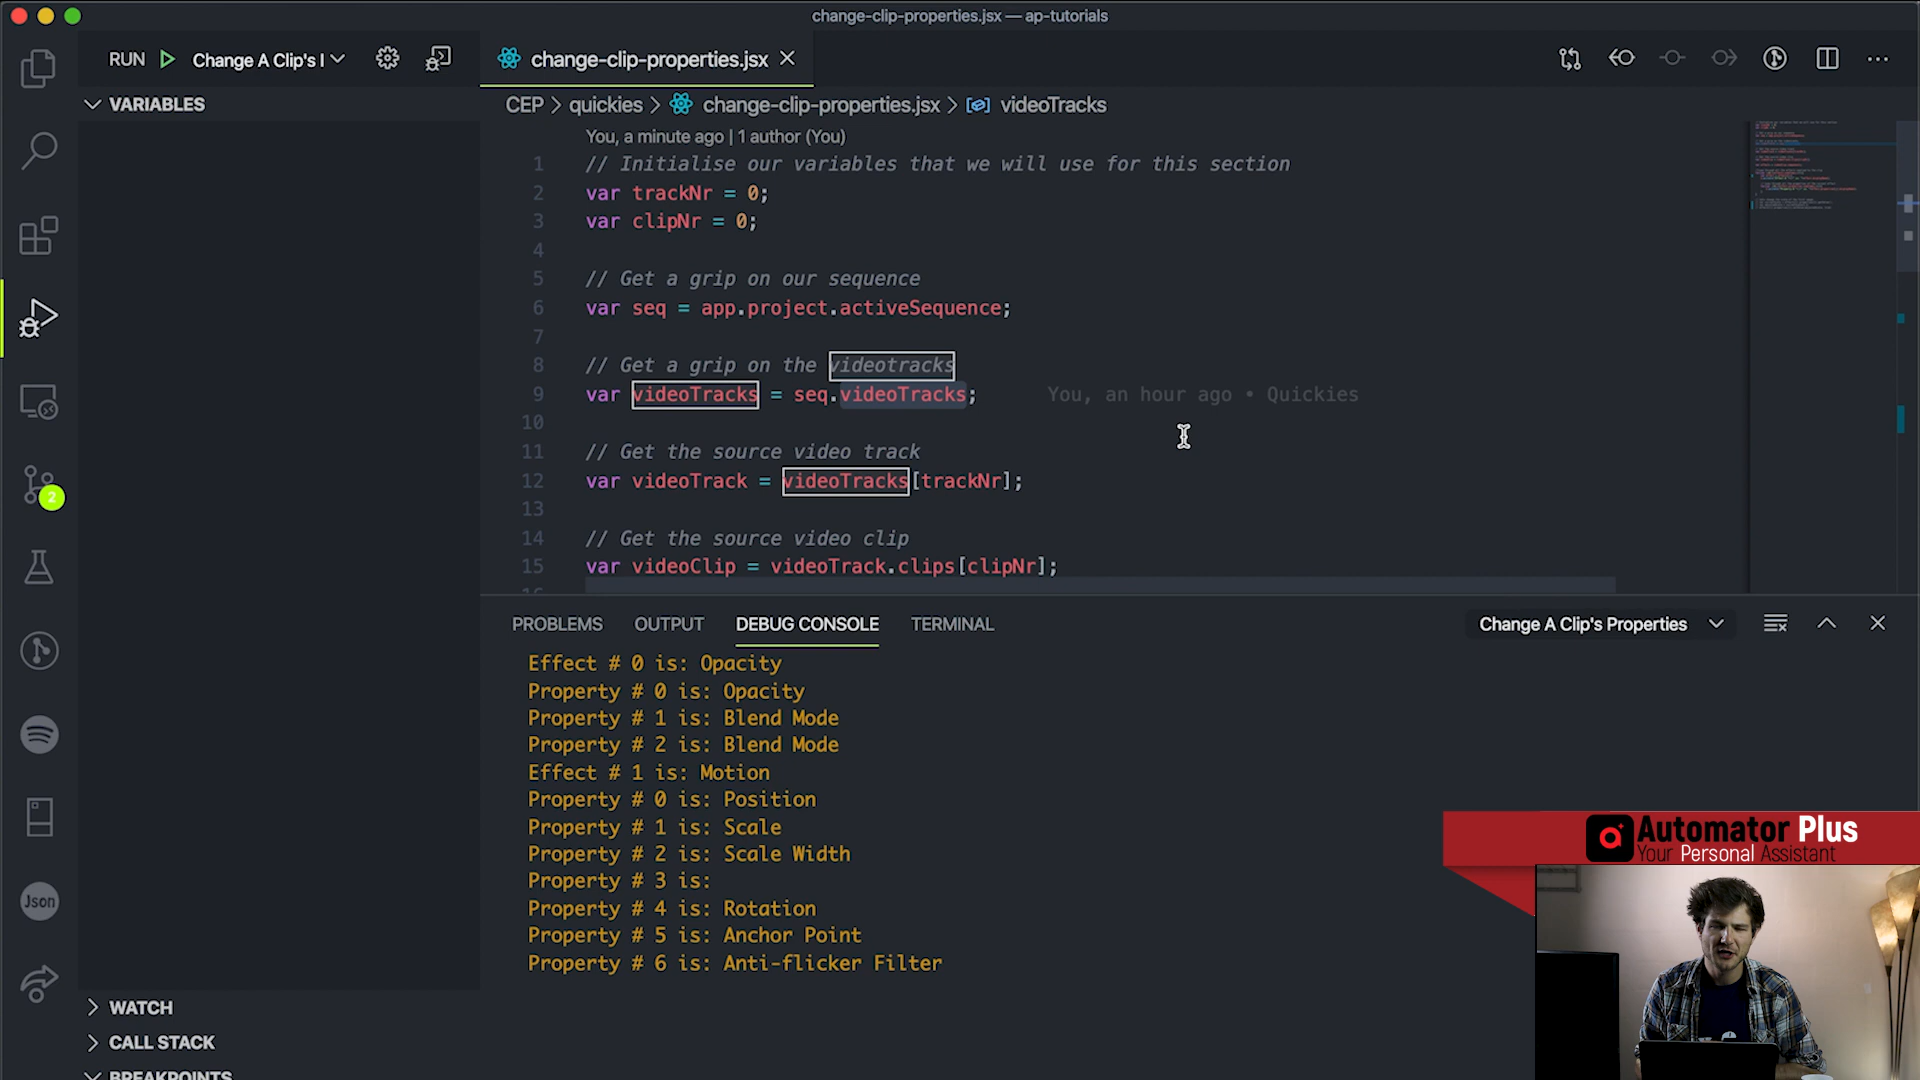 change-clip-properties.jsx — ap-tutorials
RUN Change A Clip's I
change-clip-properties.jsx
VARIABLES
CEP > quickies > change-clip-properties.jsx > videoTracks
You, a minute ago | 1 author (You)
1 // Initialise our variables that we will use for this section
2 var trackNr = 0;
3 var clipNr = 0;
4
5 // Get a grip on our sequence
6 var seq = app.project.activeSequence;
7
8 // Get a grip on the videotracks
9 var videoTracks = seq.videoTracks; You, an hour ago • Quickies
10
11 // Get the source video track
12 var videoTrack = videoTracks[trackNr];
13
14 // Get the source video clip
15 var videoClip = videoTrack.clips[clipNr];
16
2
Json
PROBLEMS OUTPUT DEBUG CONSOLE TERMINAL Change A Clip's Properties
Effect # 0 is: Opacity
Property # 0 is: Opacity
Property # 1 is: Blend Mode
Property # 2 is: Blend Mode
Effect # 1 is: Motion
Property # 0 is: Position
Property # 1 is: Scale
Property # 2 is: Scale Width
Property # 3 is:
Property # 4 is: Rotation
Property # 5 is: Anchor Point
Property # 6 is: Anti-flicker Filter
Automator Plus
Your Personal Assistant
WATCH
CALL STACK
BREAKPOINTS